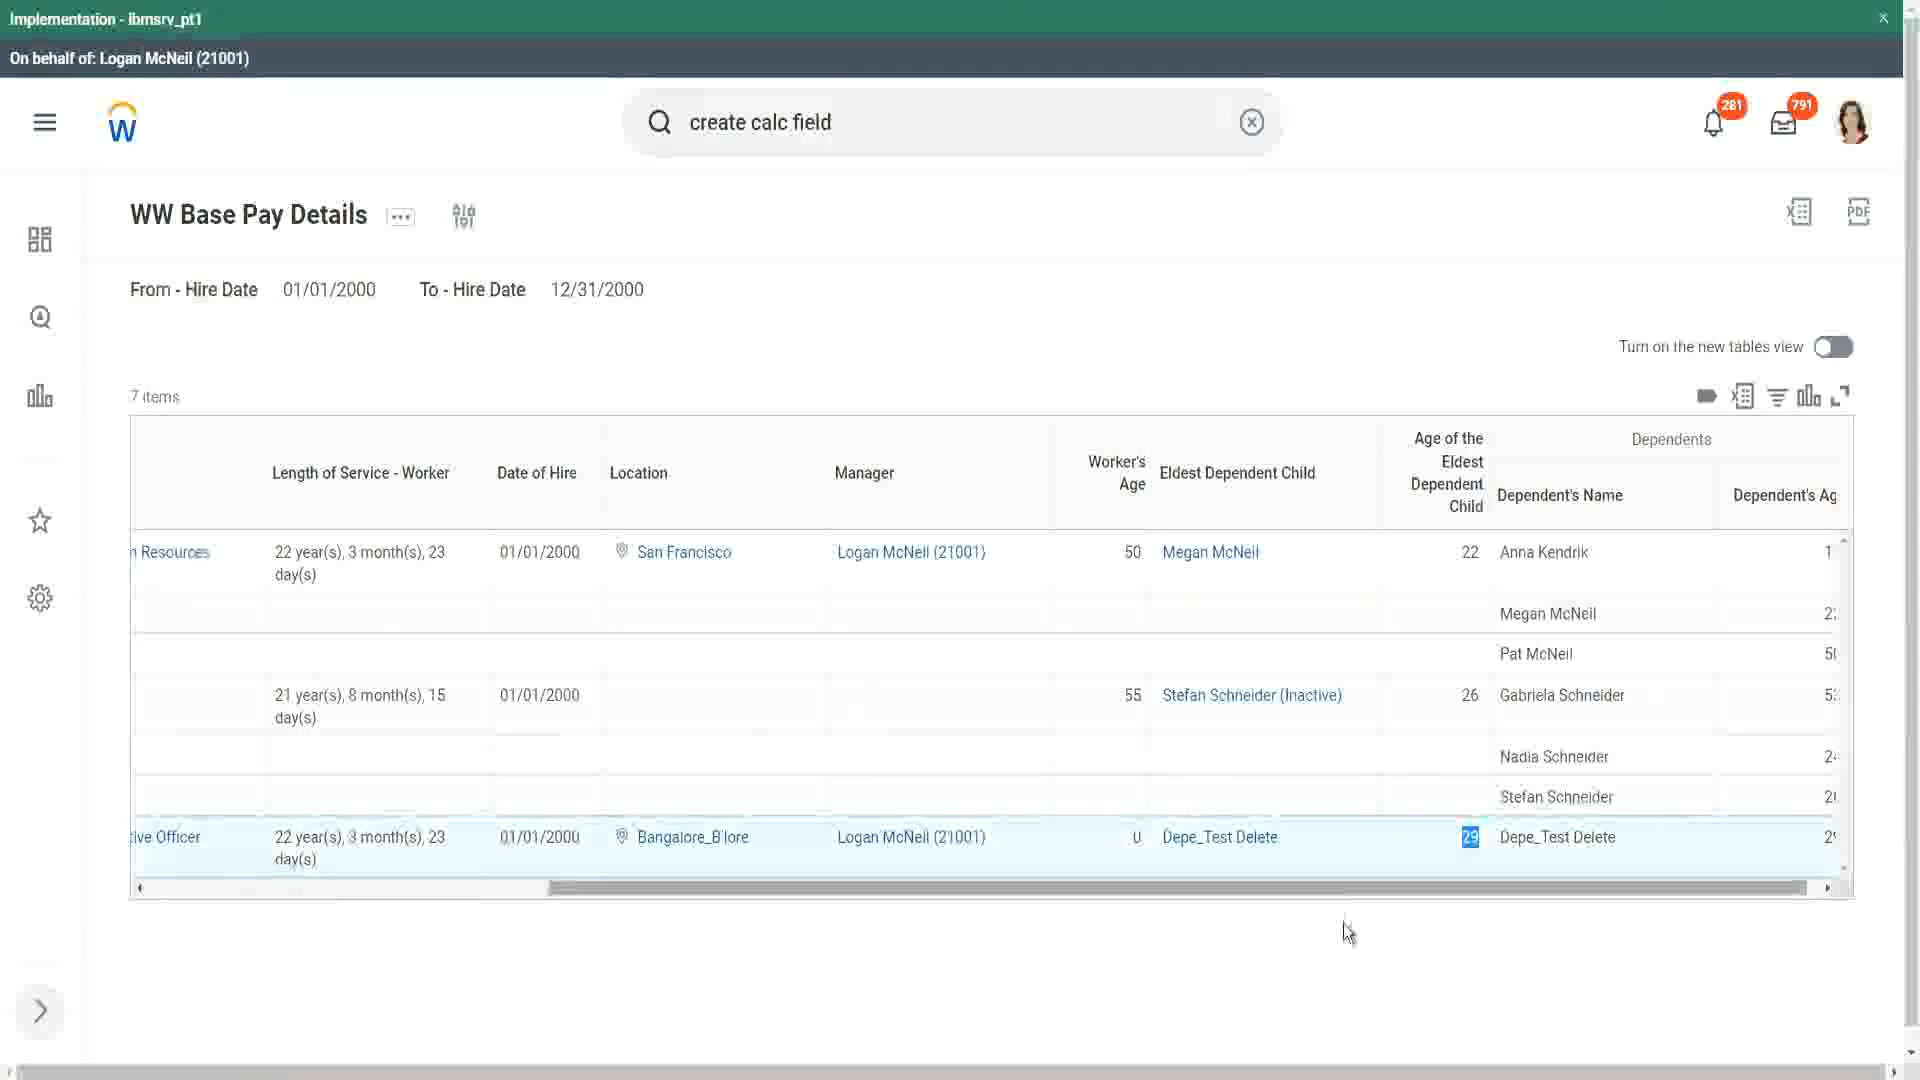 Implementation - ibmsrv_pt1
On behalf of: Logan McNeil (21001)
W
create calc field
281
791
WW Base Pay Details
PDF
From - Hire Date 01/01/2000 To - Hire Date 12/31/2000
Turn on the new tables view
7 items
Length of Service - Worker Date of Hire Location Manager Worker's Age Eldest Dependent Child Age of the Eldest Dependent Child Dependents
Dependent's Name Dependent's Ag
n Resources 22 year(s), 3 month(s), 23 day(s) 01/01/2000 San Francisco Logan McNeil (21001) 50 Megan McNeil 22 Anna Kendrik
Megan McNeil
Pat McNeil
21 year(s), 8 month(s), 15 day(s) 01/01/2000 55 Stefan Schneider (Inactive) 26 Gabriela Schneider
Nadia Schneider
Stefan Schneider
tive Officer 22 year(s), 3 month(s), 23 day(s) 01/01/2000 Bangalore_B'lore Logan McNeil (21001) 0 Depe_Test Delete 29 Depe_Test Delete